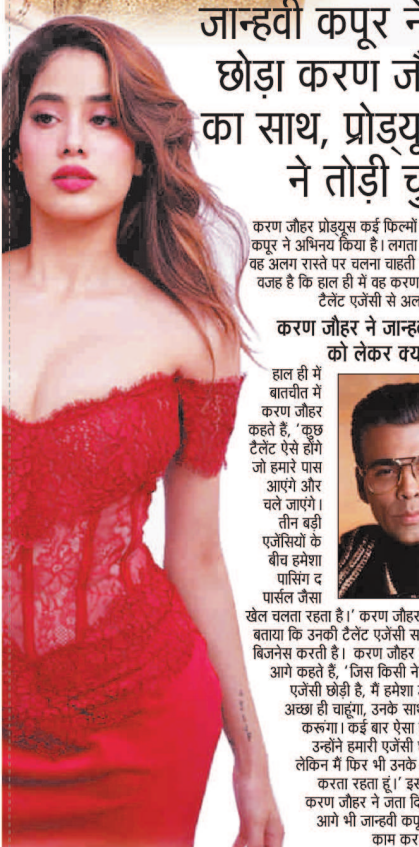 जान्हवी कपूर ने
छोड़ा करण
का साथ,
ने तोड़ी
करण जौहर प्रोड्यूस कई फिल्मों
कपूर ने अभिनय किया है। लगता
वह अलग रास्ते पर चलना चाहती
वजह है कि हाल ही में वह करण
टैलेंट एजेंसी से
करण जौहर ने
को लेकर
हाल ही में
बातचीत में
करण जौहर
कहते हैं, 'कुछ
टैलेंट ऐसे होंगे
जो हमारे पास
आएंगे और
चले जाएंगे।
तीन बड़ी
एजेंसियों के
बीच हमेशा
पासिंग द
पार्सल जैसा
खेल चलता रहता है।' करण जौहर
बताया कि उनकी टैलेंट एजेंसी
बिजनेस करती है। करण जौहर
आगे कहते हैं, 'जिस किसी ने
एजेंसी छोड़ी है, मैं हमेशा
अच्छा ही चाहूंगा, उनके
करूंगा। कई बार ऐसा
उन्होंने हमारी एजेंसी
लेकिन मैं फिर भी उनके
करता रहता हूं।'
करण जौहर ने जता
आगे भी जान्हवी
काम